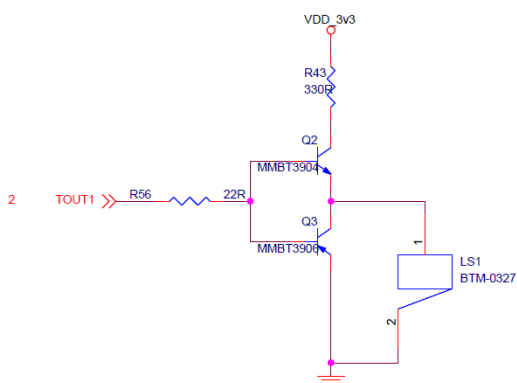 VDD_3v3
R43
330R
Q2
MMBT3904
2 TOUT1 R56 22R
Q3
MMBT3906
1
LS1
BTM-0327
2